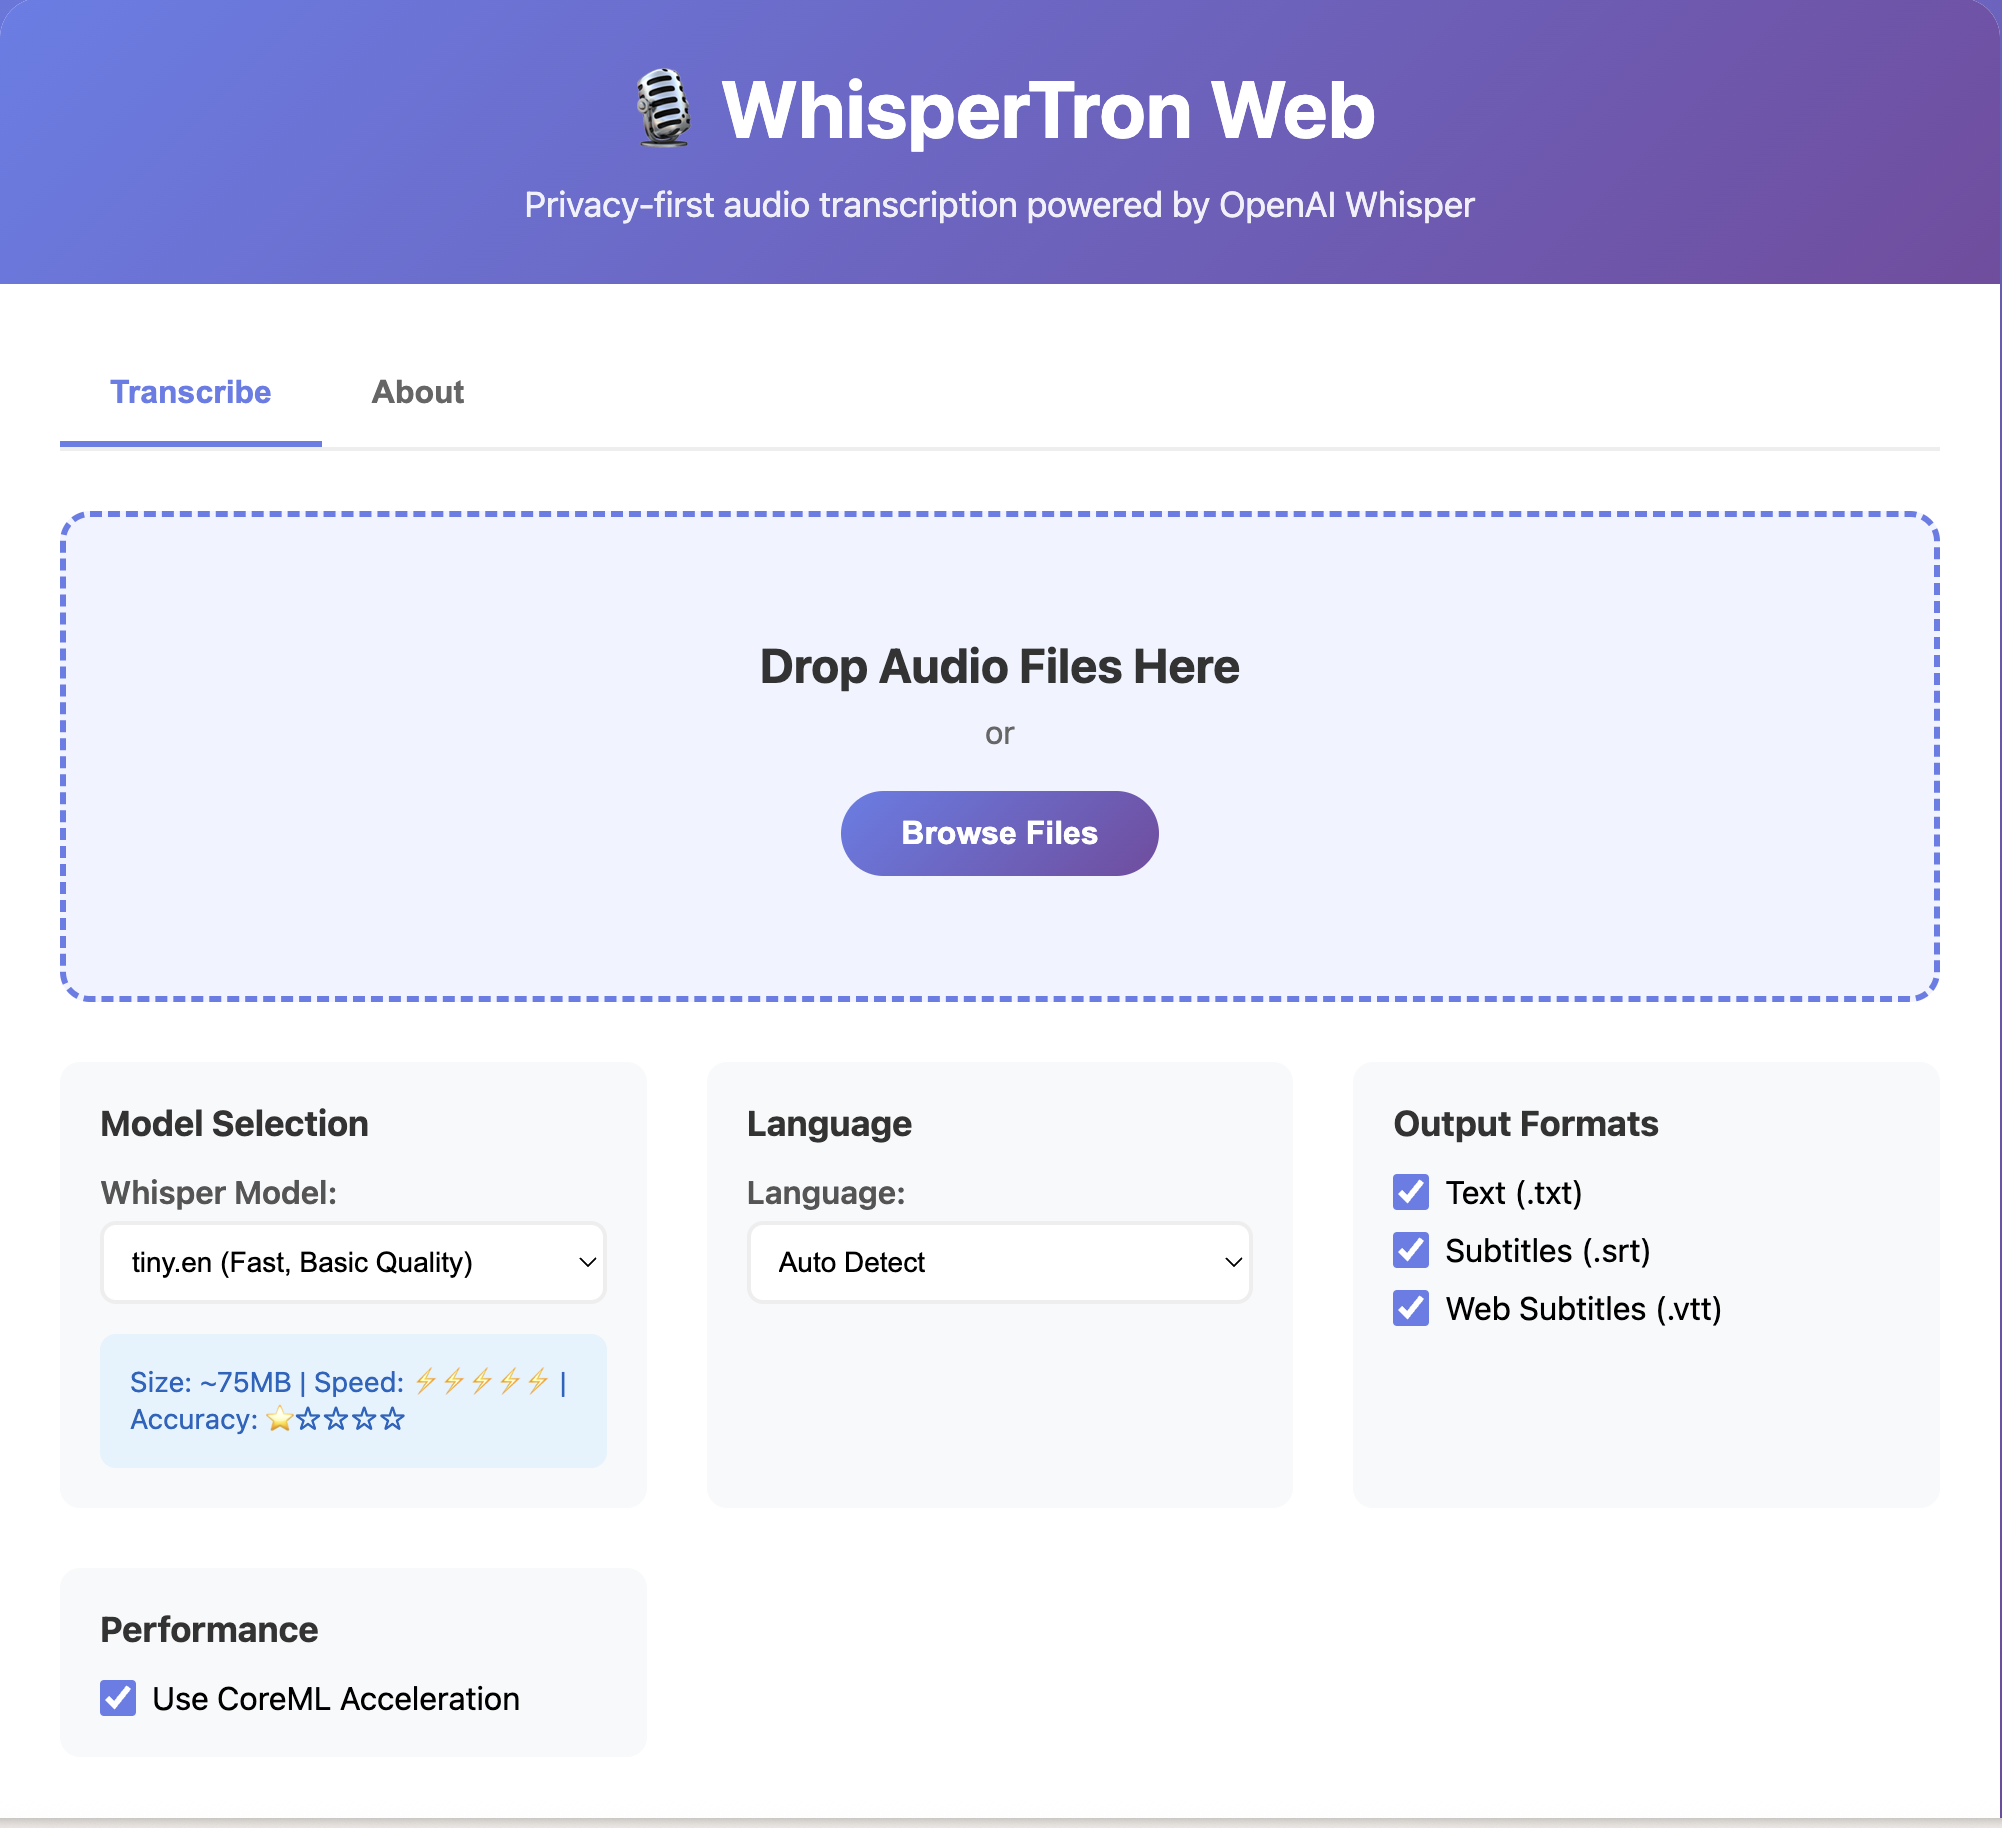 🎙️ WhisperTron Web
Privacy-first audio transcription powered by OpenAI Whisper
Transcribe
About
Drop Audio Files Here
or
Browse Files
Model Selection
Whisper Model:
tiny.en (Fast, Basic Quality)
Size: ~75MB | Speed: ⚡⚡⚡⚡⚡ |
Accuracy: ⭐☆☆☆☆
Language
Language:
Auto Detect
Output Formats
Text (.txt)
Subtitles (.srt)
Web Subtitles (.vtt)
Performance
Use CoreML Acceleration